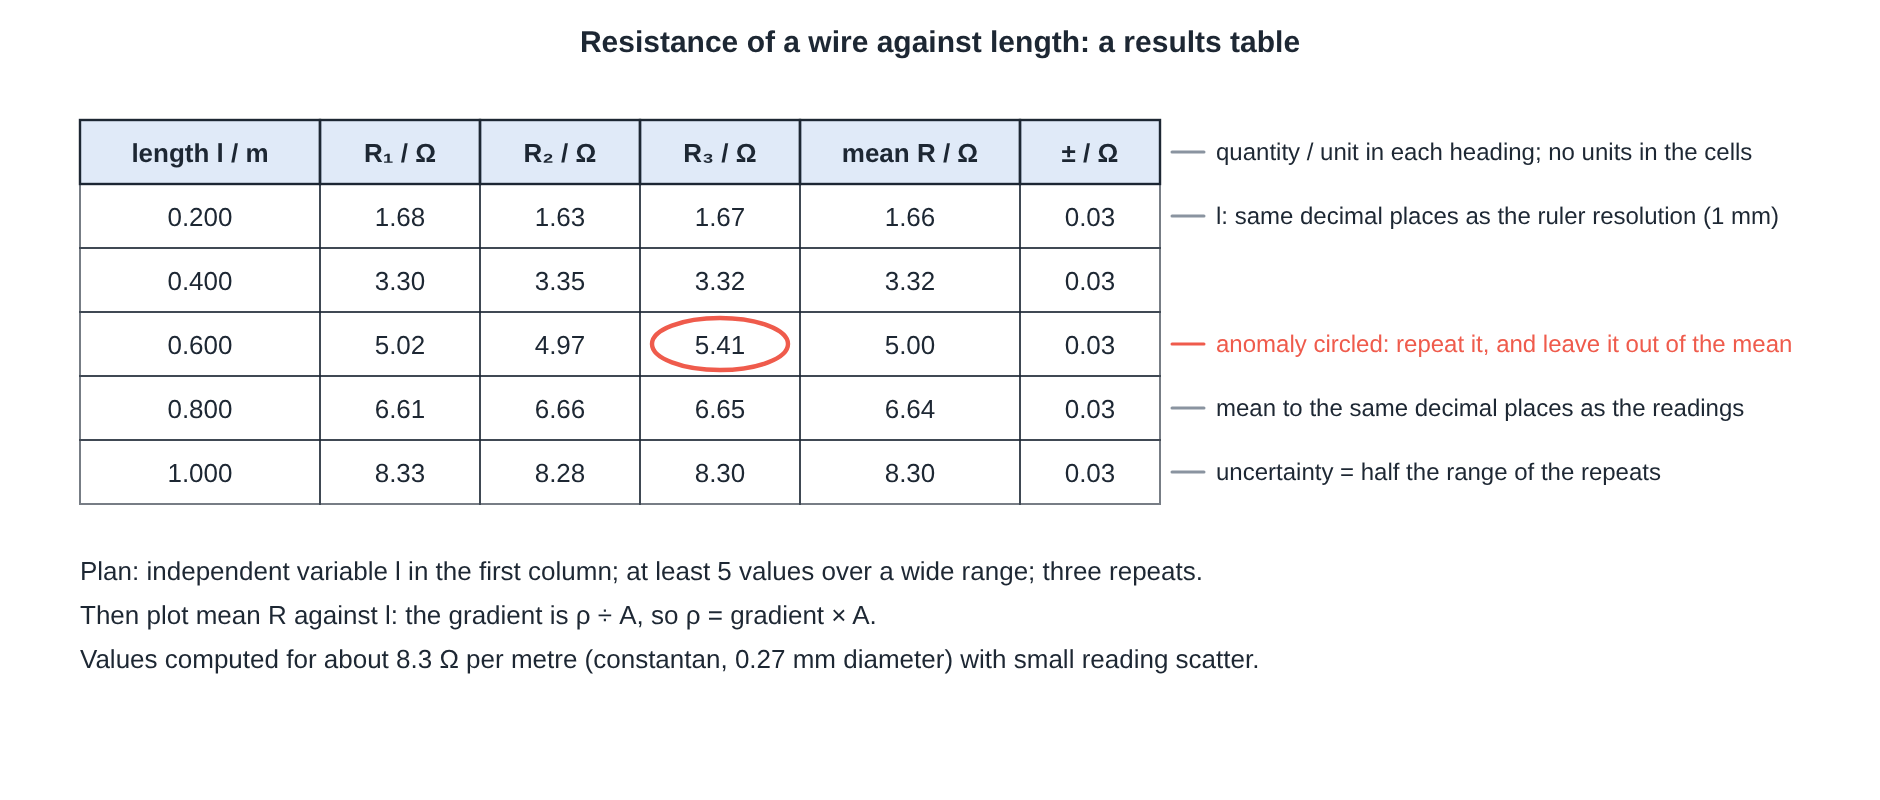 Resistance of a wire against length: a results table
length l / m R₁ / Ω R₂ / Ω R₃ / Ω mean R / Ω ± / Ω quantity / unit in each heading; no units in the cells
0.200 1.68 1.63 1.67 1.66 0.03 l: same decimal places as the ruler resolution (1 mm)
0.400 3.30 3.35 3.32 3.32 0.03
0.600 5.02 4.97 5.41 5.00 0.03 anomaly circled: repeat it, and leave it out of the mean
0.800 6.61 6.66 6.65 6.64 0.03 mean to the same decimal places as the readings
1.000 8.33 8.28 8.30 8.30 0.03 uncertainty = half the range of the repeats
Plan: independent variable l in the first column; at least 5 values over a wide range; three repeats.
Then plot mean R against l: the gradient is ρ ÷ A, so ρ = gradient × A.
Values computed for about 8.3 Ω per metre (constantan, 0.27 mm diameter) with small reading scatter.